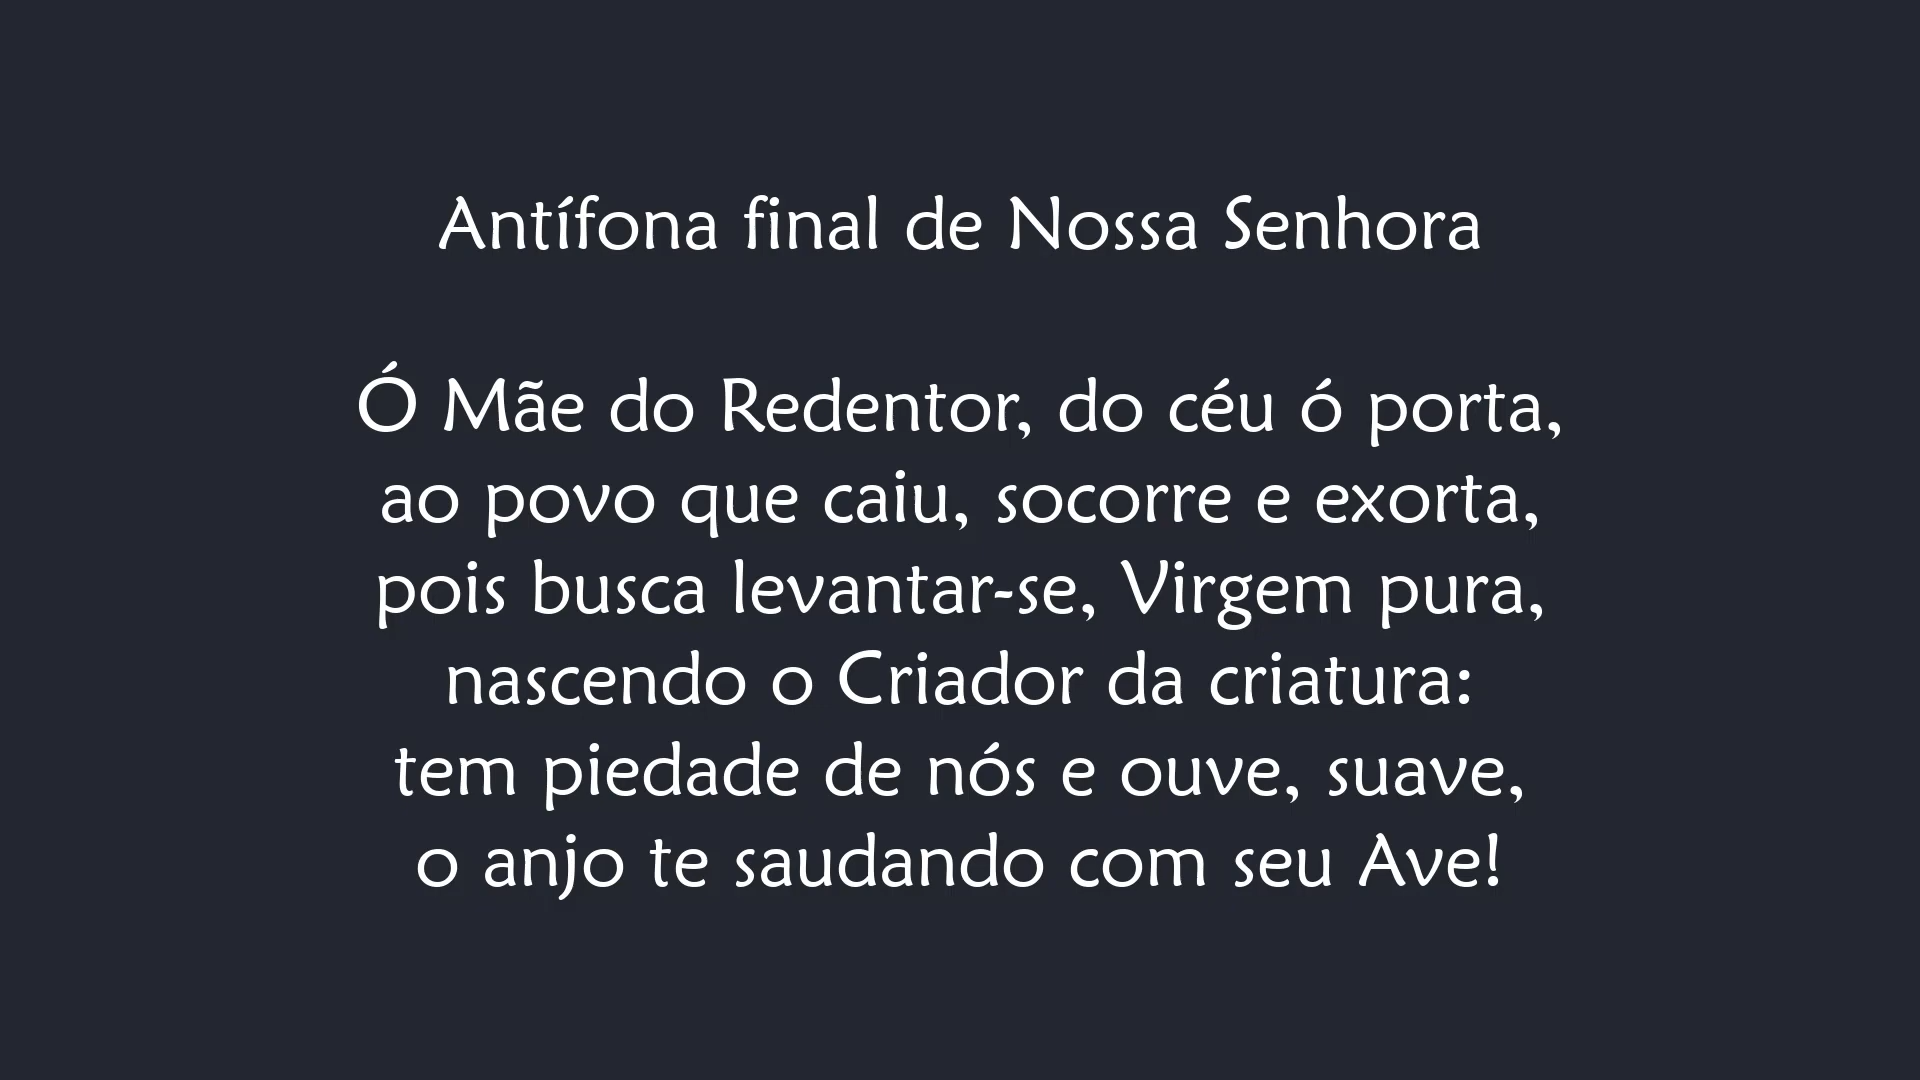 Antífona final de Nossa Senhora
Ó Mãe do Redentor, do céu ó porta,
ao povo que caiu, socorre e exorta,
pois busca levantar-se, Virgem pura,
nascendo o Criador da criatura:
tem piedade de nós e ouve, suave,
o anjo te saudando com seu Ave!